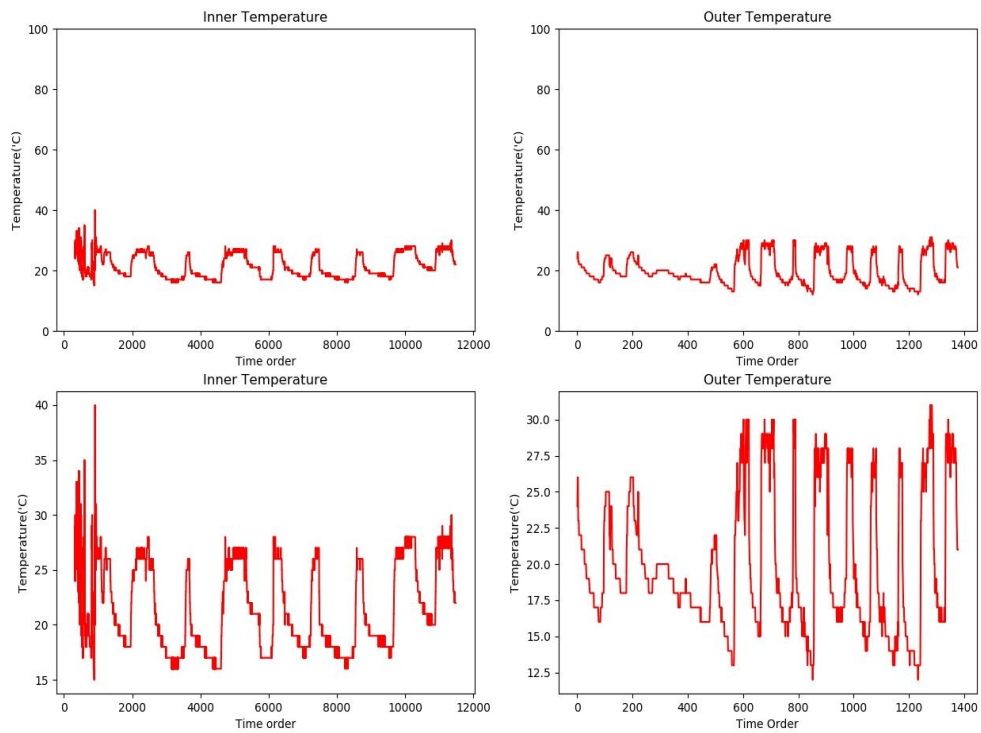 Inner Temperature
Outer Temperature
Temperature('C)
100
80
60
40
20
0
0 2000 4000 6000 8000 10000 12000
Time order
Temperature('C)
100
80
60
40
20
0
0 200 400 600 800 1000 1200 1400
Time Order
Inner Temperature
Outer Temperature
Temperature('C)
40
35
30
25
20
15
0 2000 4000 6000 8000 10000 12000
Time order
Temperature('C)
30.0
27.5
25.0
22.5
20.0
17.5
15.0
12.5
0 200 400 600 800 1000 1200 1400
Time Order